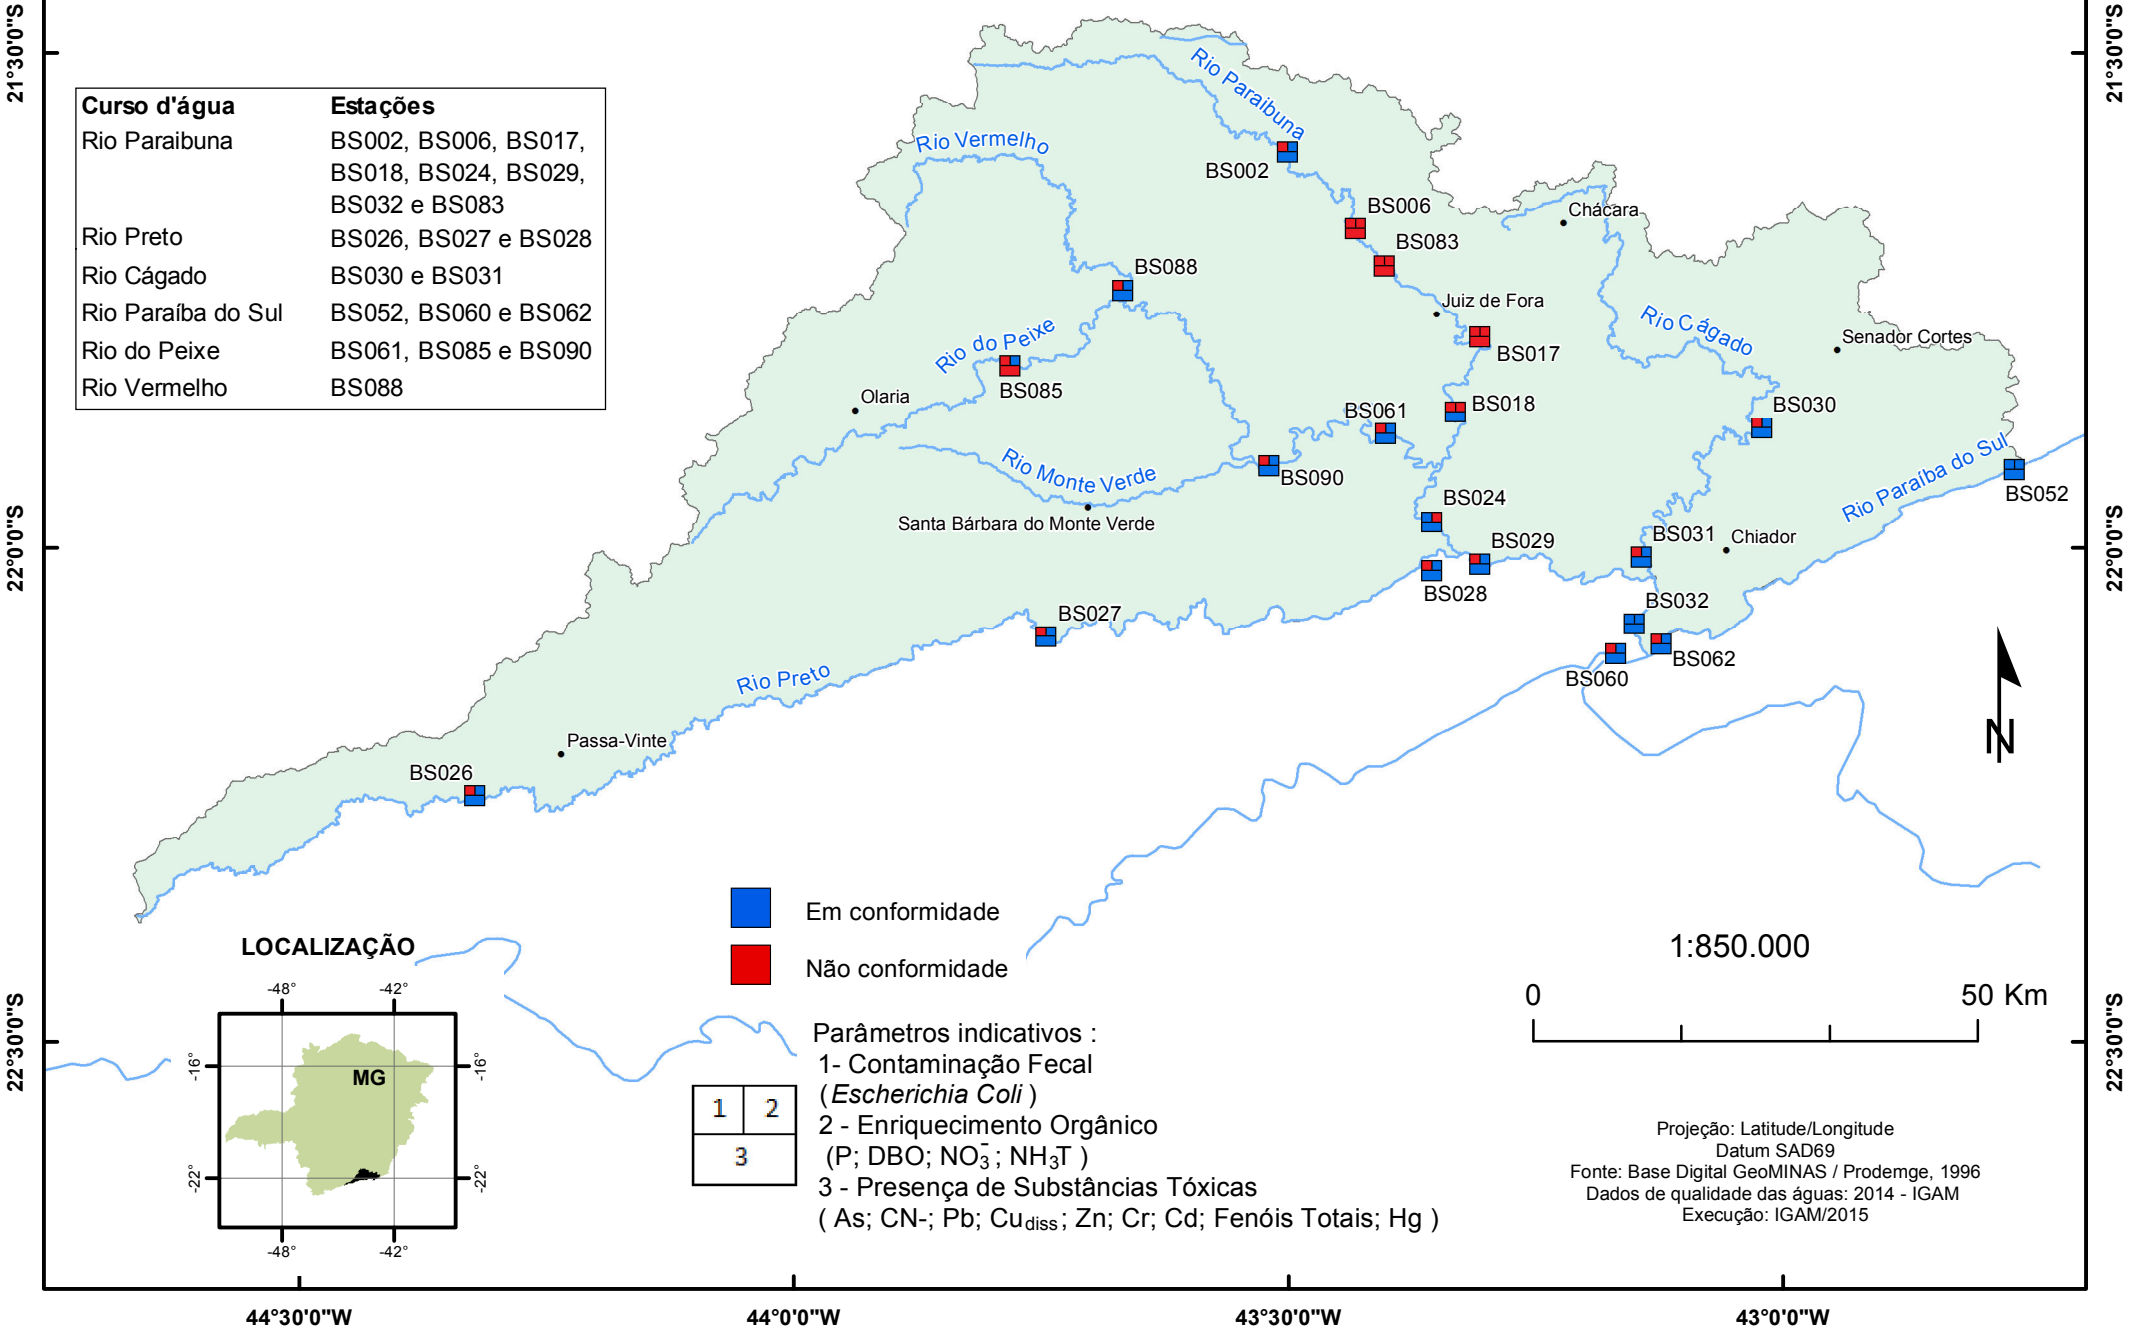 21°30'0"S
21°30'0"S
Curso d'água Estações
Rio Paraibuna BS002, BS006, BS017,
BS018, BS024, BS029,
BS032 e BS083
Rio Preto BS026, BS027 e BS028
Rio Cágado BS030 e BS031
Rio Paraíba do Sul BS052, BS060 e BS062
Rio do Peixe BS061, BS085 e BS090
Rio Vermelho BS088
Rio Paraibuna
Rio Vermelho
BS002
BS006
Chácara
BS083
BS088
Juiz de Fora
Rio Cágado
Senador Cortes
Rio do Peixe
BS017
BS085
Olaria
BS061
BS018
BS030
Rio Monte Verde
BS090
Rio Paraíba do Sul
BS052
BS024
Santa Bárbara do Monte Verde
22°0'0"S
22°0'0"S
BS029
BS031
Chiador
BS028
BS032
BS027
BS062
BS060
Rio Preto
Passa-Vinte
BS026
N
Em conformidade
Não conformidade
LOCALIZAÇÃO
-48° -42°
-16° -16°
MG
-22° -22°
-48° -42°
1:850.000
0 50 Km
22°30'0"S
22°30'0"S
Parâmetros indicativos :
1- Contaminação Fecal
(Escherichia Coli )
2 - Enriquecimento Orgânico
(P; DBO; NO₃⁻; NH₃T )
3 - Presença de Substâncias Tóxicas
( As; CN-; Pb; Cudiss; Zn; Cr; Cd; Fenóis Totais; Hg )
1 2
3
Projeção: Latitude/Longitude
Datum SAD69
Fonte: Base Digital GeoMINAS / Prodemge, 1996
Dados de qualidade das águas: 2014 - IGAM
Execução: IGAM/2015
44°30'0"W 44°0'0"W 43°30'0"W 43°0'0"W